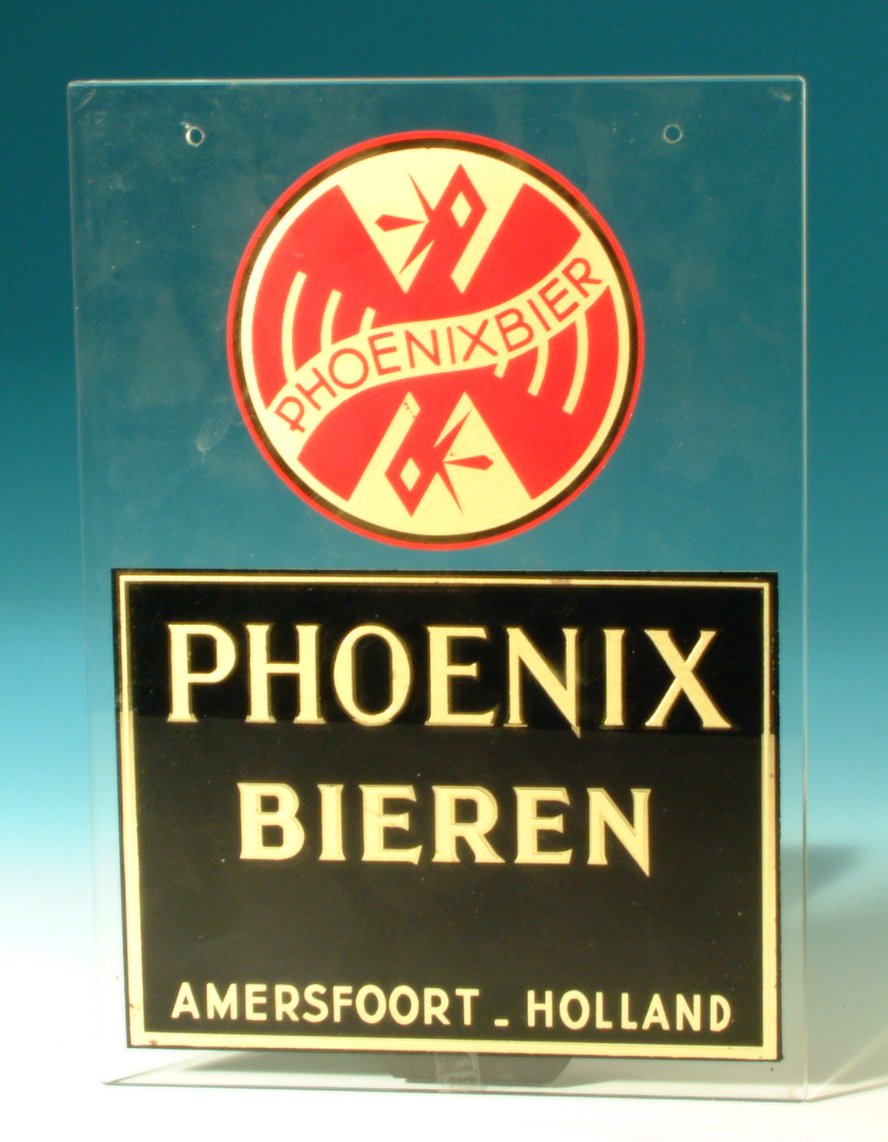 PHOENIXBIER
PHOENIX
BIEREN
AMERSFOORT - HOLLAND